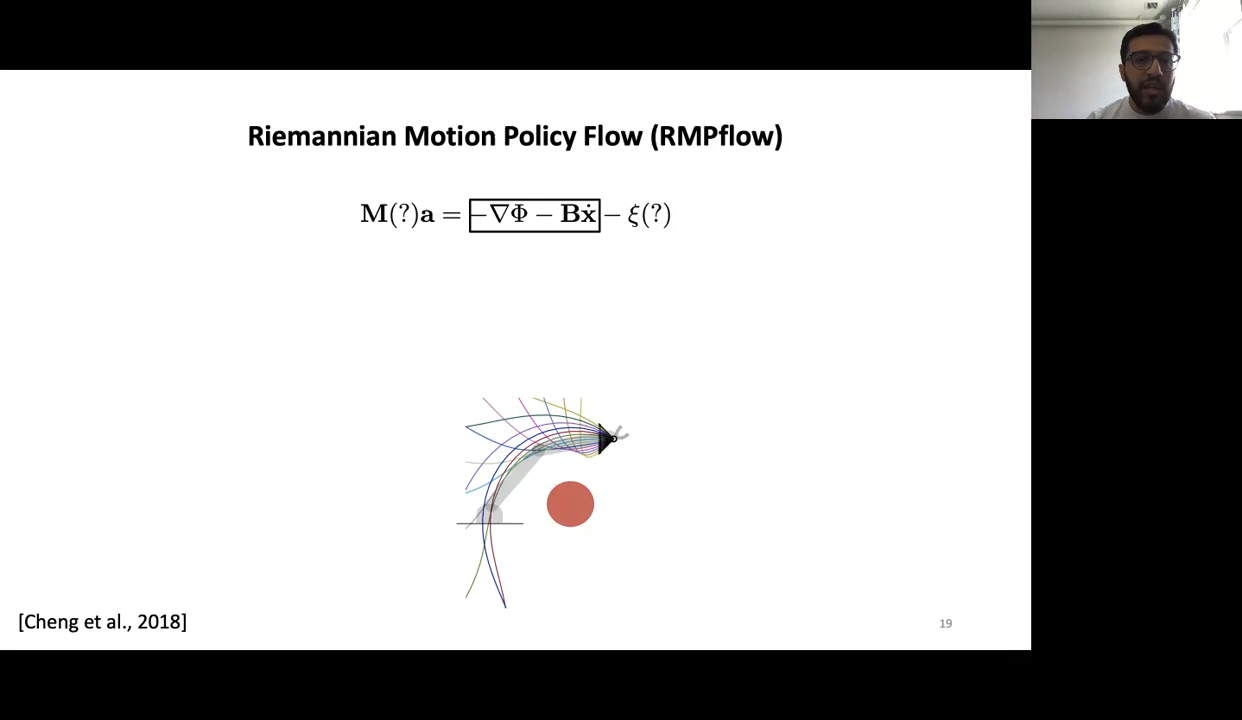 Riemannian Motion Policy Flow (RMPflow)
M(?)a = −∇Φ − Bẋ − ξ(?)
[Cheng et al., 2018]
19